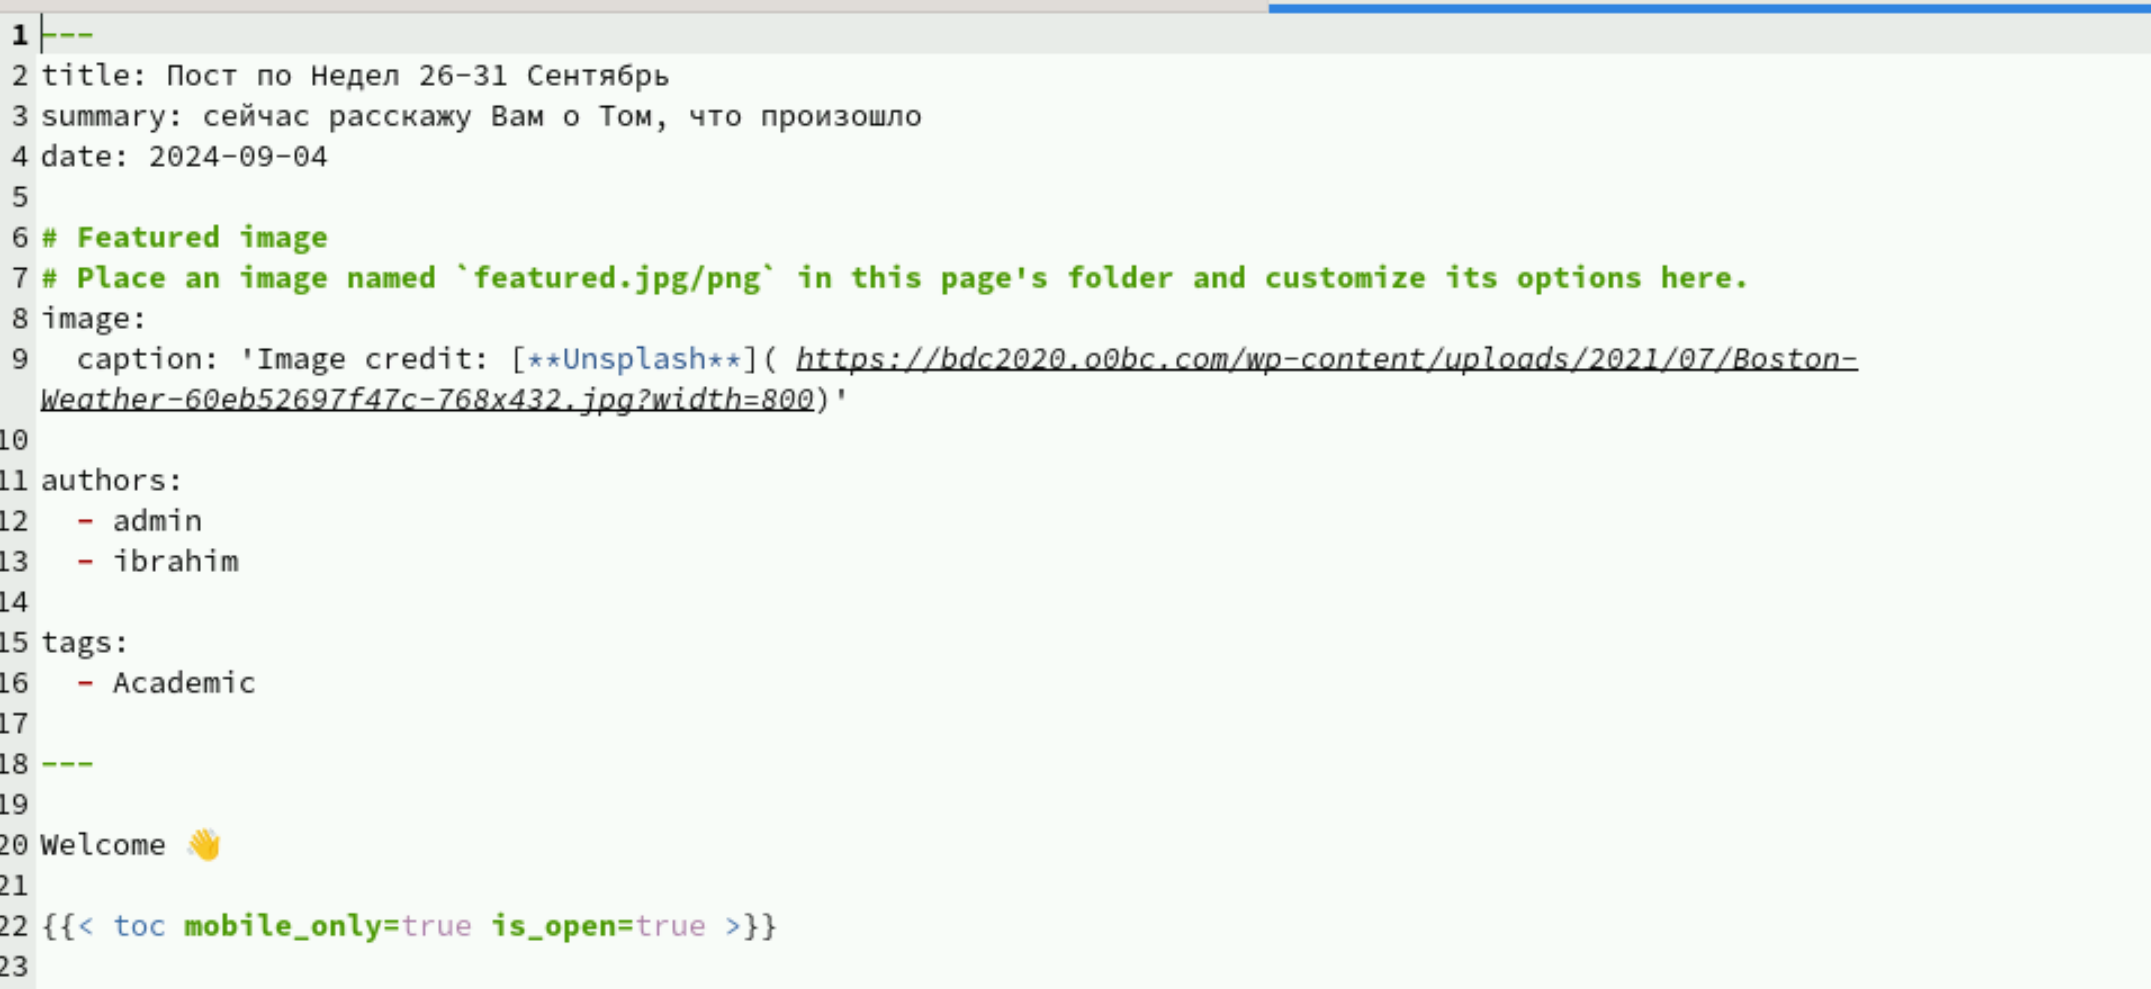 1 ---
2 title: Пост по Недел 26-31 Сентябрь
3 summary: сейчас расскажу Вам о Том, что произошло
4 date: 2024-09-04
5
6 # Featured image
7 # Place an image named `featured.jpg/png` in this page's folder and customize its options here.
8 image:
9   caption: 'Image credit: [**Unsplash**]( https://bdc2020.o0bc.com/wp-content/uploads/2021/07/Boston-
Weather-60eb52697f47c-768x432.jpg?width=800)'
10
11 authors:
12   - admin
13   - ibrahim
14
15 tags:
16   - Academic
17
18 ---
19
20 Welcome 👋
21
22 {{< toc mobile_only=true is_open=true >}}
23